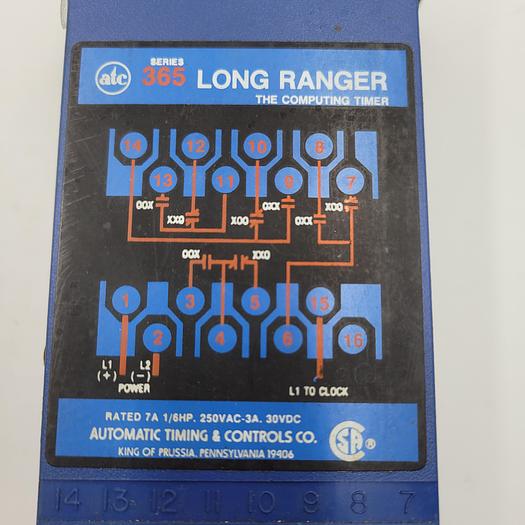 atc
SERIES
365 LONG RANGER
THE COMPUTING TIMER
14 12 10 8
13 11 9 7
OOX XXO XOO OXX OXX XOO
OOX XXO
1 3 5 15
2 4 6 16
L1 L2
(+) (-)
POWER
L1 TO CLOCK
RATED 7A 1/6HP. 250VAC-3A. 30VDC
AUTOMATIC TIMING & CONTROLS CO.
KING OF PRUSSIA, PENNSYLVANIA 19406
CSA ®
14 13 12 11 10 9 8 7